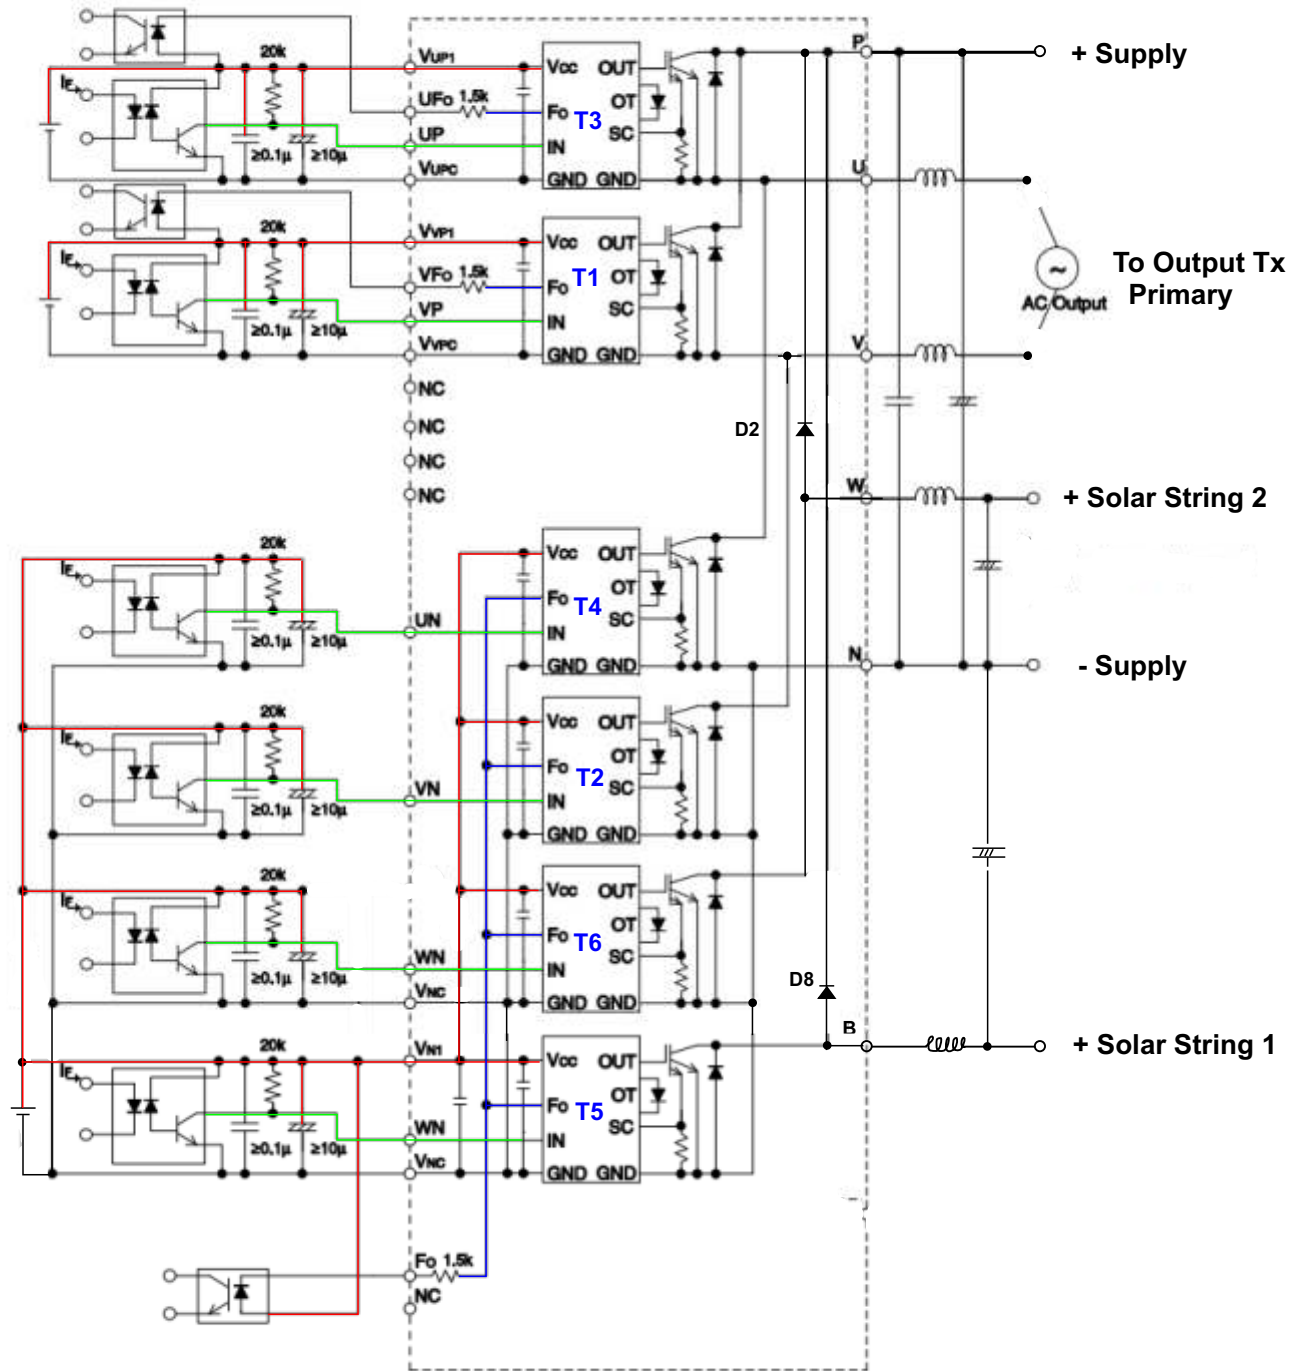 20k
IF
≥0.1μ
≥10μ
VUP1
UFo 1.5k
UP
VUPC
Vcc
OUT
Fo
T3
OT
SC
IN
GND GND
P
+ Supply
U
20k
IF
≥0.1μ
≥10μ
VVP1
VFo 1.5k
VP
VVPC
Vcc
OUT
Fo
T1
OT
SC
IN
GND GND
V
~
AC Output
To Output Tx
Primary
NC
NC
NC
NC
D2
W
+ Solar String 2
20k
IF
≥0.1μ
≥10μ
UN
Vcc
OUT
Fo
T4
OT
SC
IN
GND GND
N
- Supply
20k
IF
≥0.1μ
≥10μ
VN
Vcc
OUT
Fo
T2
OT
SC
IN
GND GND
20k
IF
≥0.1μ
≥10μ
WN
VNC
Vcc
OUT
Fo
T6
OT
SC
IN
GND GND
D8
B
+ Solar String 1
20k
IF
≥0.1μ
≥10μ
VN1
WN
VNC
Vcc
OUT
Fo
T5
OT
SC
IN
GND GND
Fo 1.5k
NC